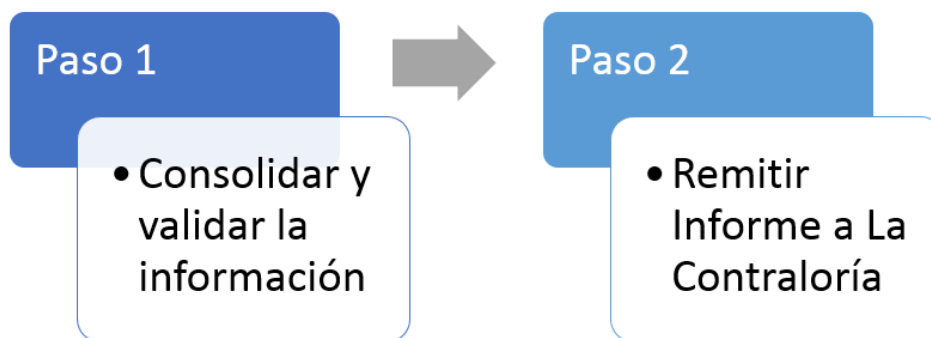 Paso 1
• Consolidar y
validar la
información
Paso 2
• Remitir
Informe a La
Contraloría